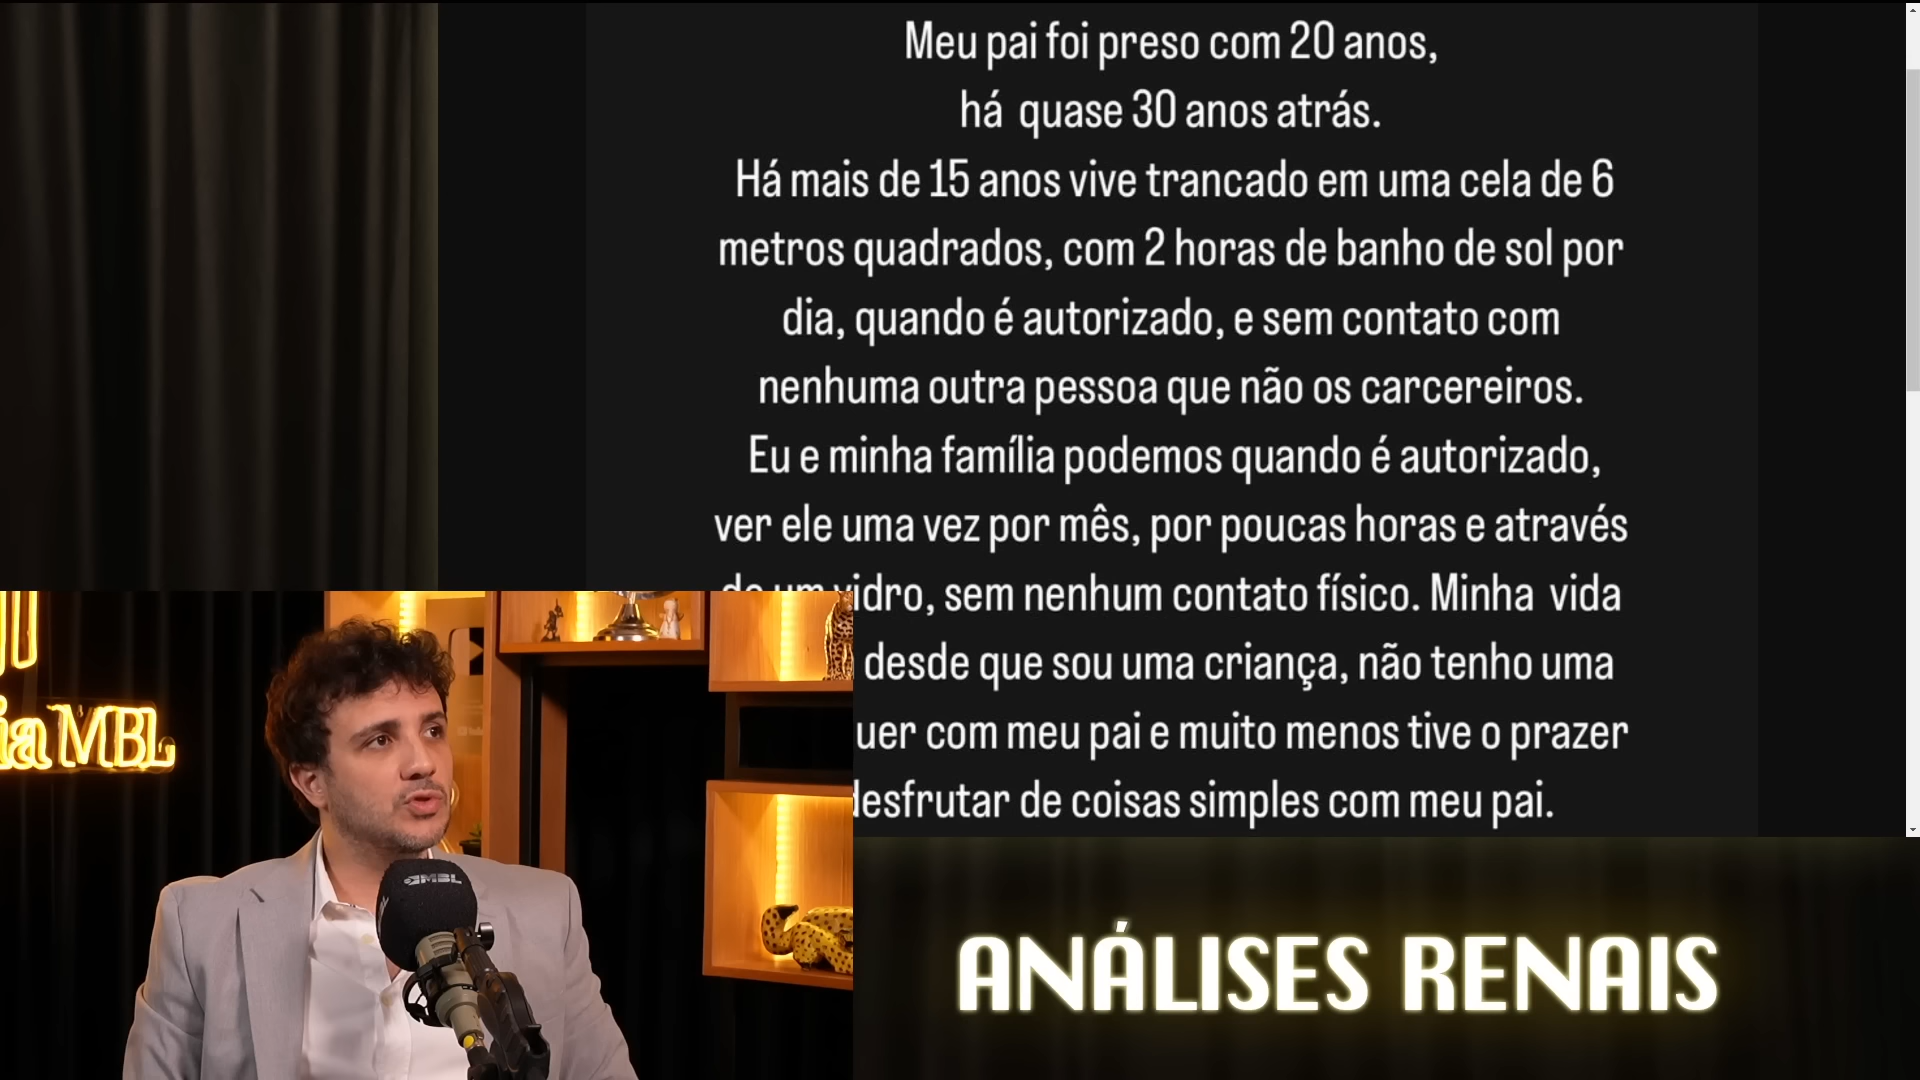 Meu pai foi preso com 20 anos,
há quase 30 anos atrás.
Há mais de 15 anos vive trancado em uma cela de 6
metros quadrados, com 2 horas de banho de sol por
dia, quando é autorizado, e sem contato com
nenhuma outra pessoa que não os carcereiros.
Eu e minha família podemos quando é autorizado,
ver ele uma vez por mês, por poucas horas e através
de um vidro, sem nenhum contato físico. Minha vida
desde que sou uma criança, não tenho uma
uer com meu pai e muito menos tive o prazer
desfrutar de coisas simples com meu pai.
ia MBL
MBL
ANÁLISES RENAIS